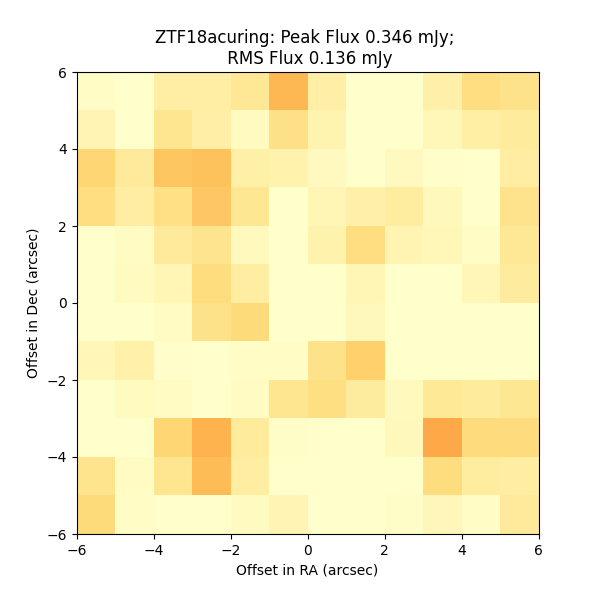 ZTF18acuring: Peak Flux 0.346 mJy;
RMS Flux 0.136 mJy
6
4
2
0
−2
−4
−6
Offset in Dec (arcsec)
−6 −4 −2 0 2 4 6
Offset in RA (arcsec)